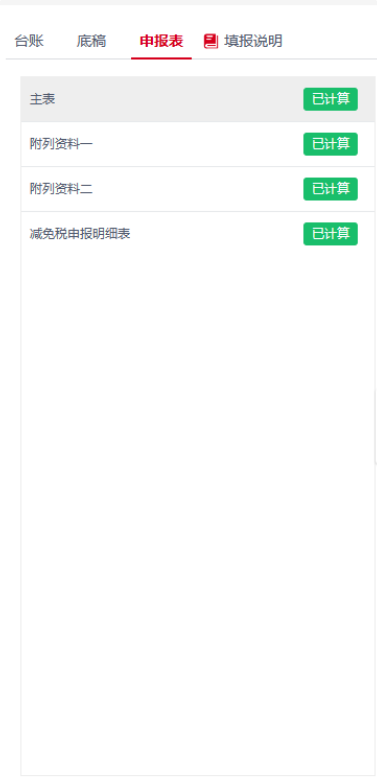 台账 底稿 申报表 填报说明
主表 已计算
附列资料一 已计算
附列资料二 已计算
减免税申报明细表 已计算